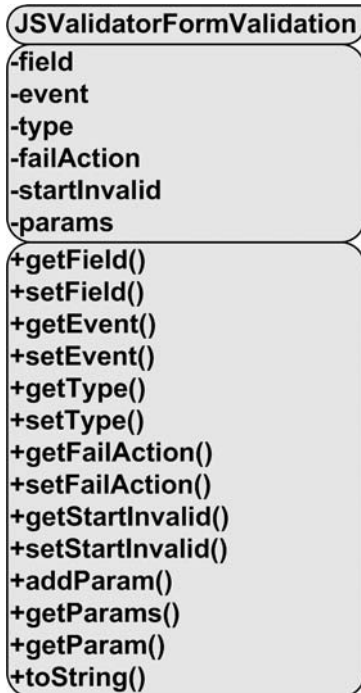 JSValidatorFormValidation
-field
-event
-type
-failAction
-startInvalid
-params
+getField()
+setField()
+getEvent()
+setEvent()
+getType()
+setType()
+getFailAction()
+setFailAction()
+getStartInvalid()
+setStartInvalid()
+addParam()
+getParams()
+getParam()
+toString()